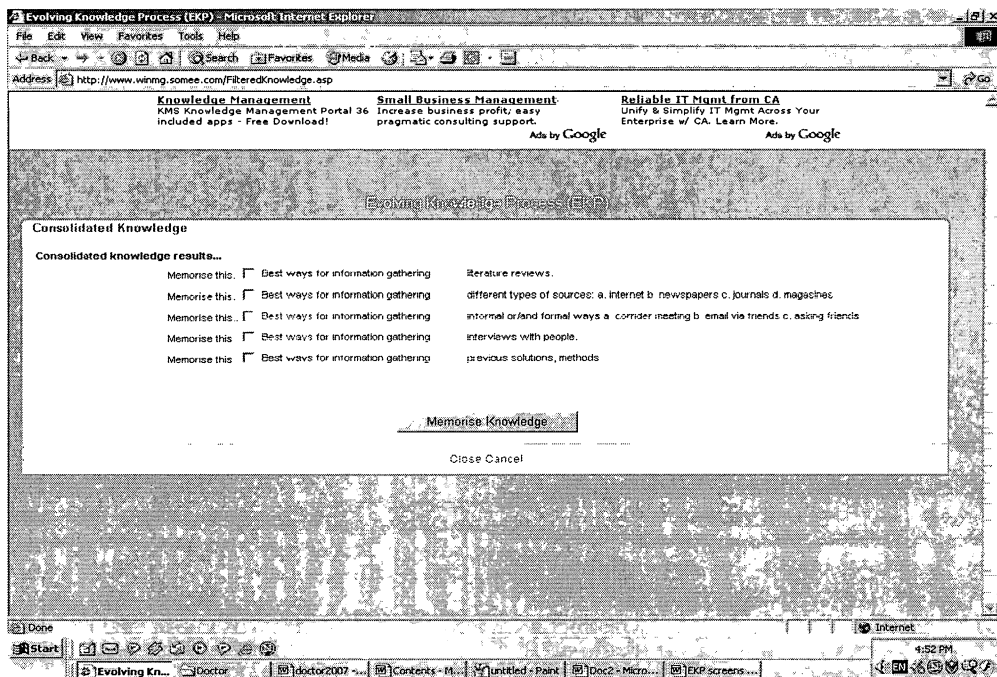 Evolving Knowledge Process (EKP) - Microsoft Internet Explorer
File Edit View Favorites Tools Help
Back Search Favorites Media
Address http://www.winmg.somee.com/FilteredKnowledge.asp Go
Knowledge Management Small Business Management Reliable IT Mgmt from CA
KMS Knowledge Management Portal 36 Increase business profit; easy Unify & Simplify IT Mgmt Across Your
included apps - Free Download! pragmatic consulting support. Enterprise w/ CA. Learn More.
Ads by Google Ads by Google
Evolving Knowledge Process (EKP)
Consolidated Knowledge
Consolidated knowledge results...
Memorise this. Best ways for information gathering literature reviews.
Memorise this. Best ways for information gathering different types of sources: a. internet b. newspapers c. journals d. magasines
Memorise this.. Best ways for information gathering informal or/and formal ways a. corrider meeting b. email via friends c. asking friends
Memorise this Best ways for information gathering interviews with people.
Memorise this Best ways for information gathering previous solutions, methods
Memorise Knowledge
Close Cancel
Done Internet
Start 4:52 PM
Evolving Kn... Doctor doctor2007 -... Contents - M... untitled - Paint Doc2 - Micro... EKP screens... EN